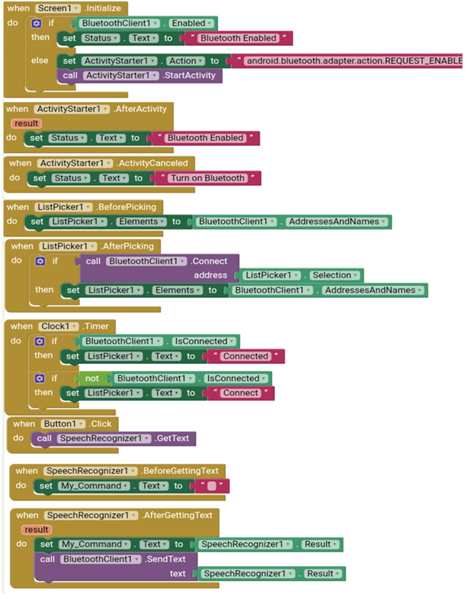 when Screen1 .Initialize
do if BluetoothClient1 . Enabled
then set Status . Text to " Bluetooth Enabled "
else set ActivityStarter1 . Action to " android.bluetooth.adapter.action.REQUEST_ENABLE
call ActivityStarter1 .StartActivity
when ActivityStarter1 .AfterActivity
result
do set Status . Text to " Bluetooth Enabled "
when ActivityStarter1 .ActivityCanceled
do set Status . Text to " Turn on Bluetooth "
when ListPicker1 .BeforePicking
do set ListPicker1 . Elements to BluetoothClient1 . AddressesAndNames
when ListPicker1 .AfterPicking
do if call BluetoothClient1 .Connect
address ListPicker1 . Selection
then set ListPicker1 . Elements to BluetoothClient1 . AddressesAndNames
when Clock1 .Timer
do if BluetoothClient1 . IsConnected
then set ListPicker1 . Text to " Connected "
if not BluetoothClient1 . IsConnected
then set ListPicker1 . Text to " Connect "
when Button1 .Click
do call SpeechRecognizer1 .GetText
when SpeechRecognizer1 .BeforeGettingText
do set My_Command . Text to " "
when SpeechRecognizer1 .AfterGettingText
result
do set My_Command . Text to SpeechRecognizer1 . Result
call BluetoothClient1 .SendText
text SpeechRecognizer1 . Result